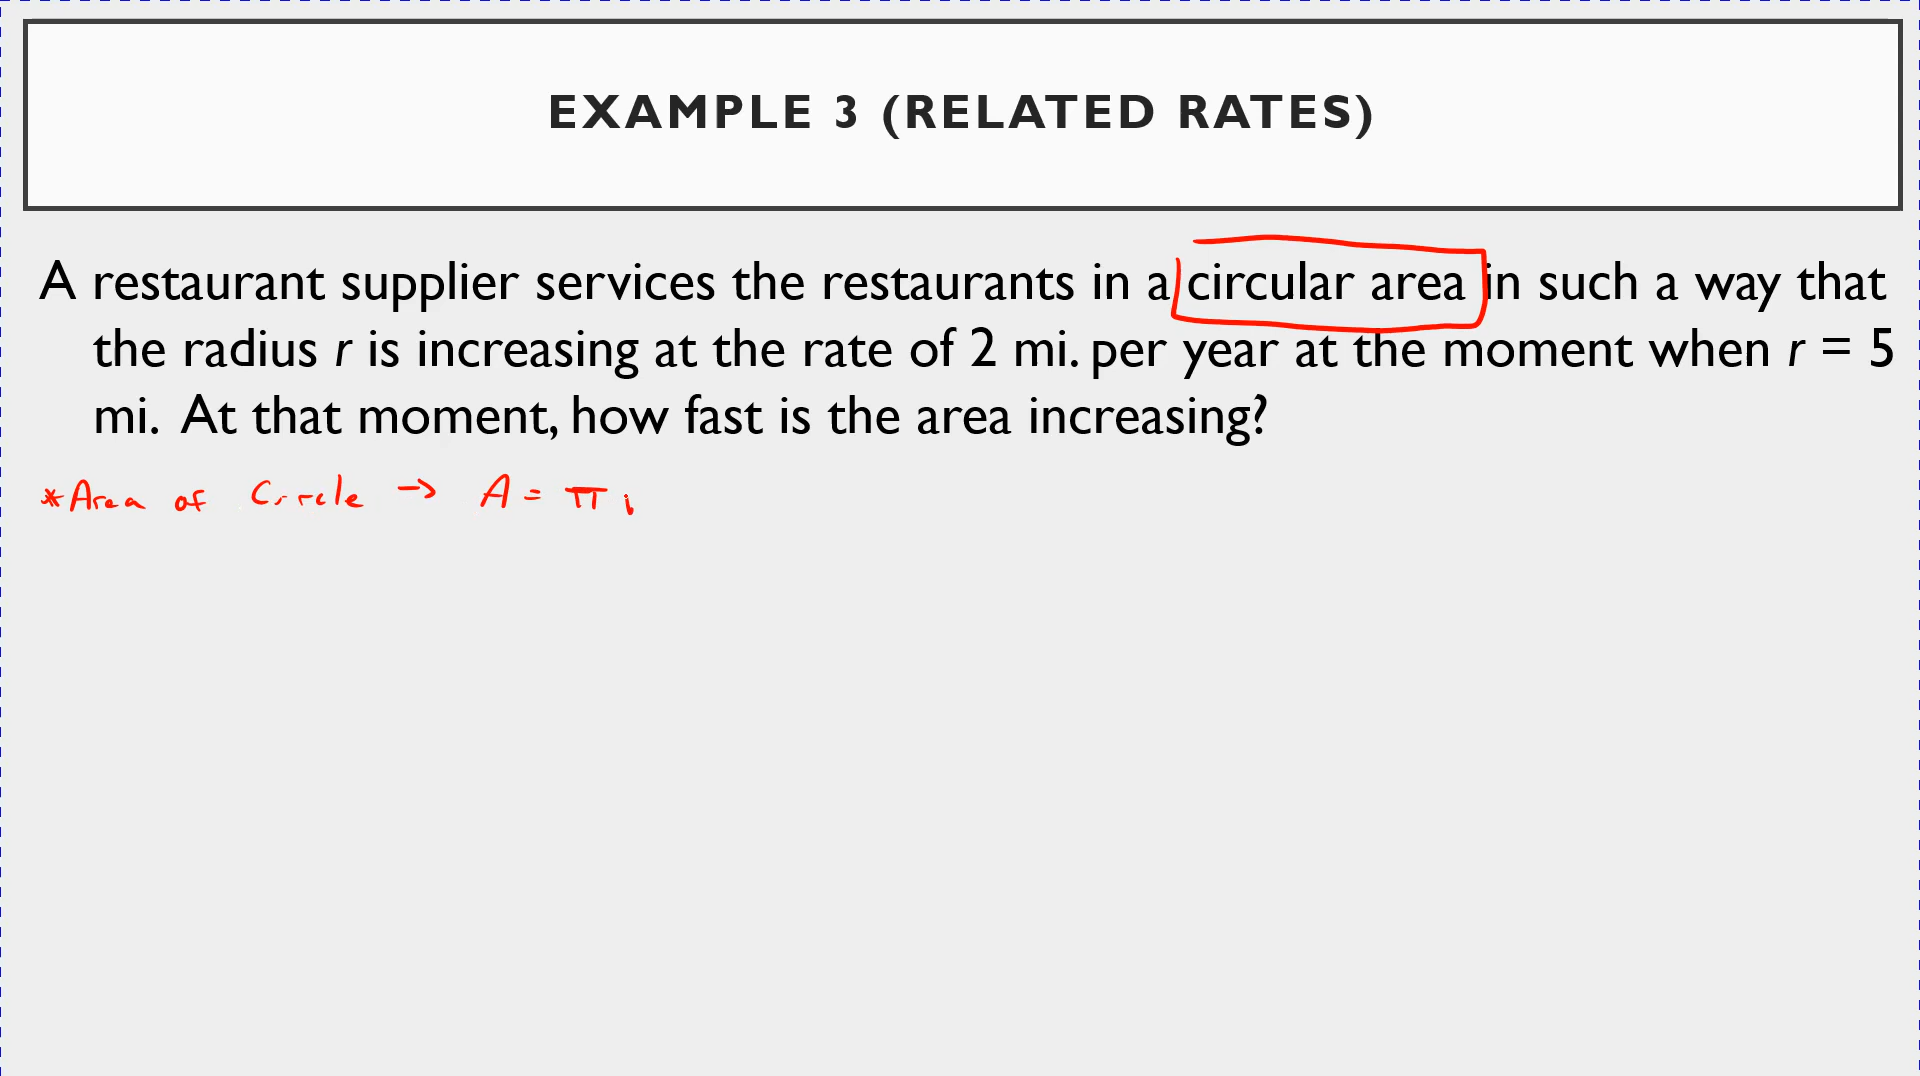 EXAMPLE 3 (RELATED RATES)
A restaurant supplier services the restaurants in a circular area in such a way that
the radius r is increasing at the rate of 2 mi. per year at the moment when r = 5
mi. At that moment, how fast is the area increasing?
*Area of Circle → A = π